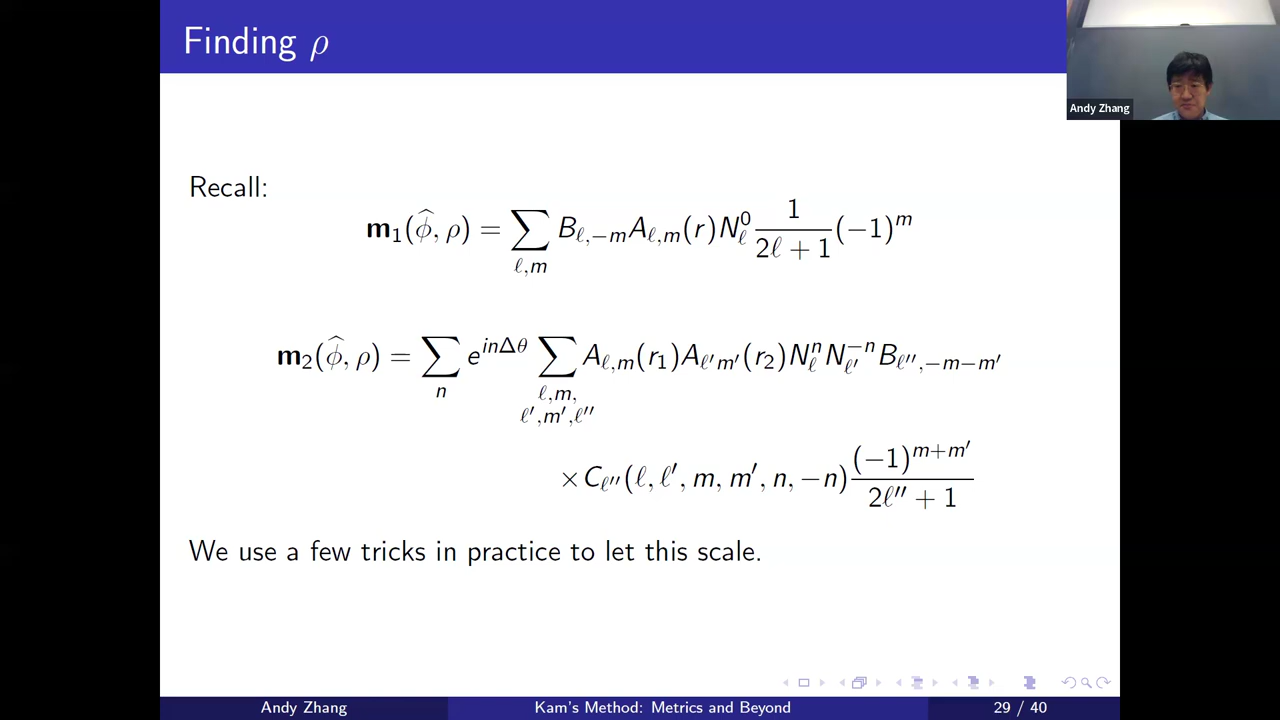 Finding ρ
Andy Zhang
Recall:
m₁(φ̂, ρ) = ∑_{ℓ,m} B_{ℓ,−m} A_{ℓ,m}(r) N_ℓ^0 \frac{1}{2ℓ + 1} (−1)^m
m₂(φ̂, ρ) = ∑_n e^{inΔθ} ∑_{ℓ,m, ℓ′,m′,ℓ″} A_{ℓ,m}(r₁) A_{ℓ′m′}(r₂) N_ℓ^n N_{ℓ′}^{−n} B_{ℓ″,−m−m′}
× C_{ℓ″}(ℓ, ℓ′, m, m′, n, −n) \frac{(−1)^{m+m′}}{2ℓ″ + 1}
We use a few tricks in practice to let this scale.
Andy Zhang
Kam's Method: Metrics and Beyond
29 / 40